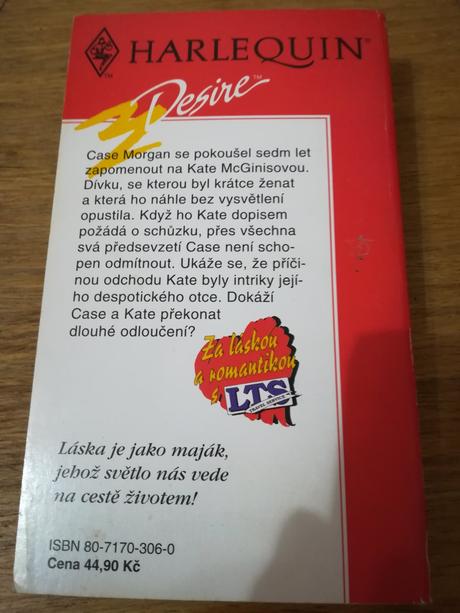 HARLEQUIN®
™
Desire™
Case Morgan se pokoušel sedm let
zapomenout na Kate McGinisovou.
Dívku, se kterou byl krátce ženat
a která ho náhle bez vysvětlení
opustila. Když ho Kate dopisem
požádá o schůzku, přes všechna
svá předsevzetí Case není scho-
pen odmítnout. Ukáže se, že příči-
nou odchodu Kate byly intriky její-
ho despotického otce. Dokáží
Case a Kate překonat
dlouhé odloučení?
Za láskou
a romantikou
s
LTS
TRAVEL SERVICE
Láska je jako maják,
jehož světlo nás vede
na cestě životem!
ISBN 80-7170-306-0
Cena 44,90 Kč